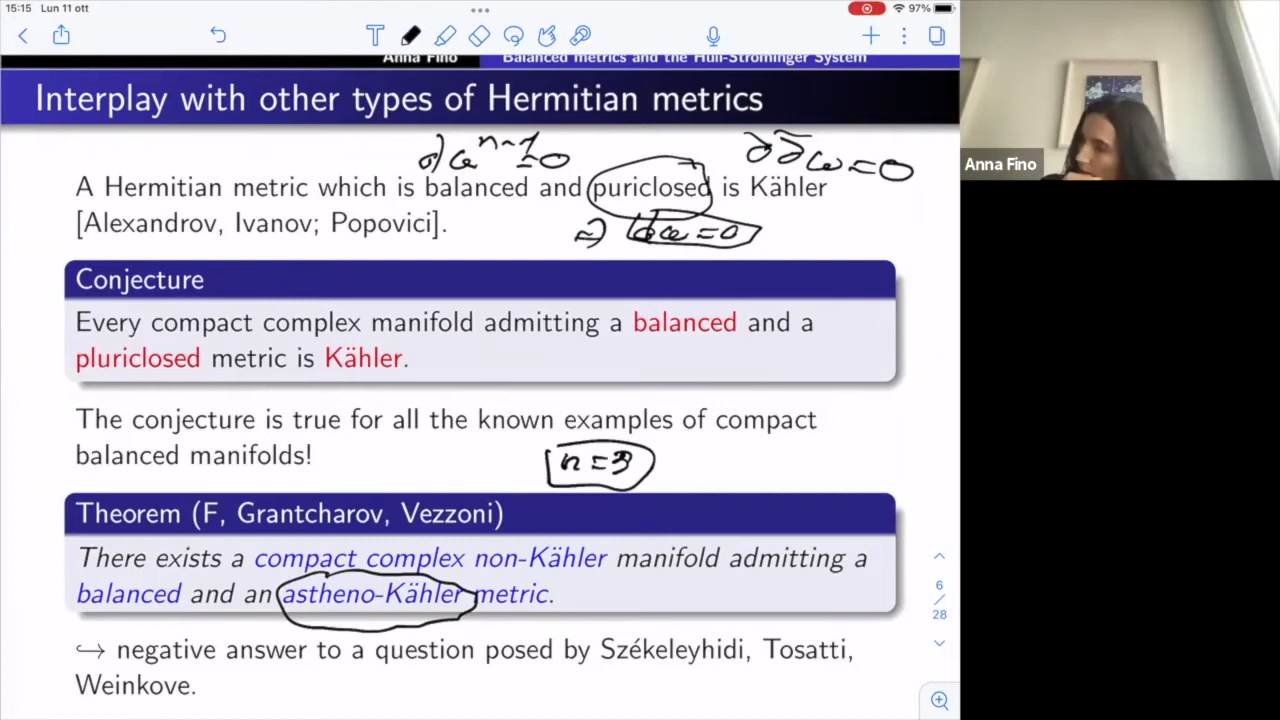 15:15 Lun 11 ott
97%
Anna Fino Balanced metrics and the Hull-Strominger System
Interplay with other types of Hermitian metrics
dω^{n-1}=0
∂∂̅ω=0
A Hermitian metric which is balanced and puriclosed is Kähler
[Alexandrov, Ivanov; Popovici].
⇒ dω=0
Conjecture
Every compact complex manifold admitting a balanced and a
pluriclosed metric is Kähler.
The conjecture is true for all the known examples of compact
balanced manifolds!
n=3
Theorem (F, Grantcharov, Vezzoni)
There exists a compact complex non-Kähler manifold admitting a
balanced and an astheno-Kähler metric.
↪ negative answer to a question posed by Székeleyhidi, Tosatti,
Weinkove.
6
/
28
Anna Fino